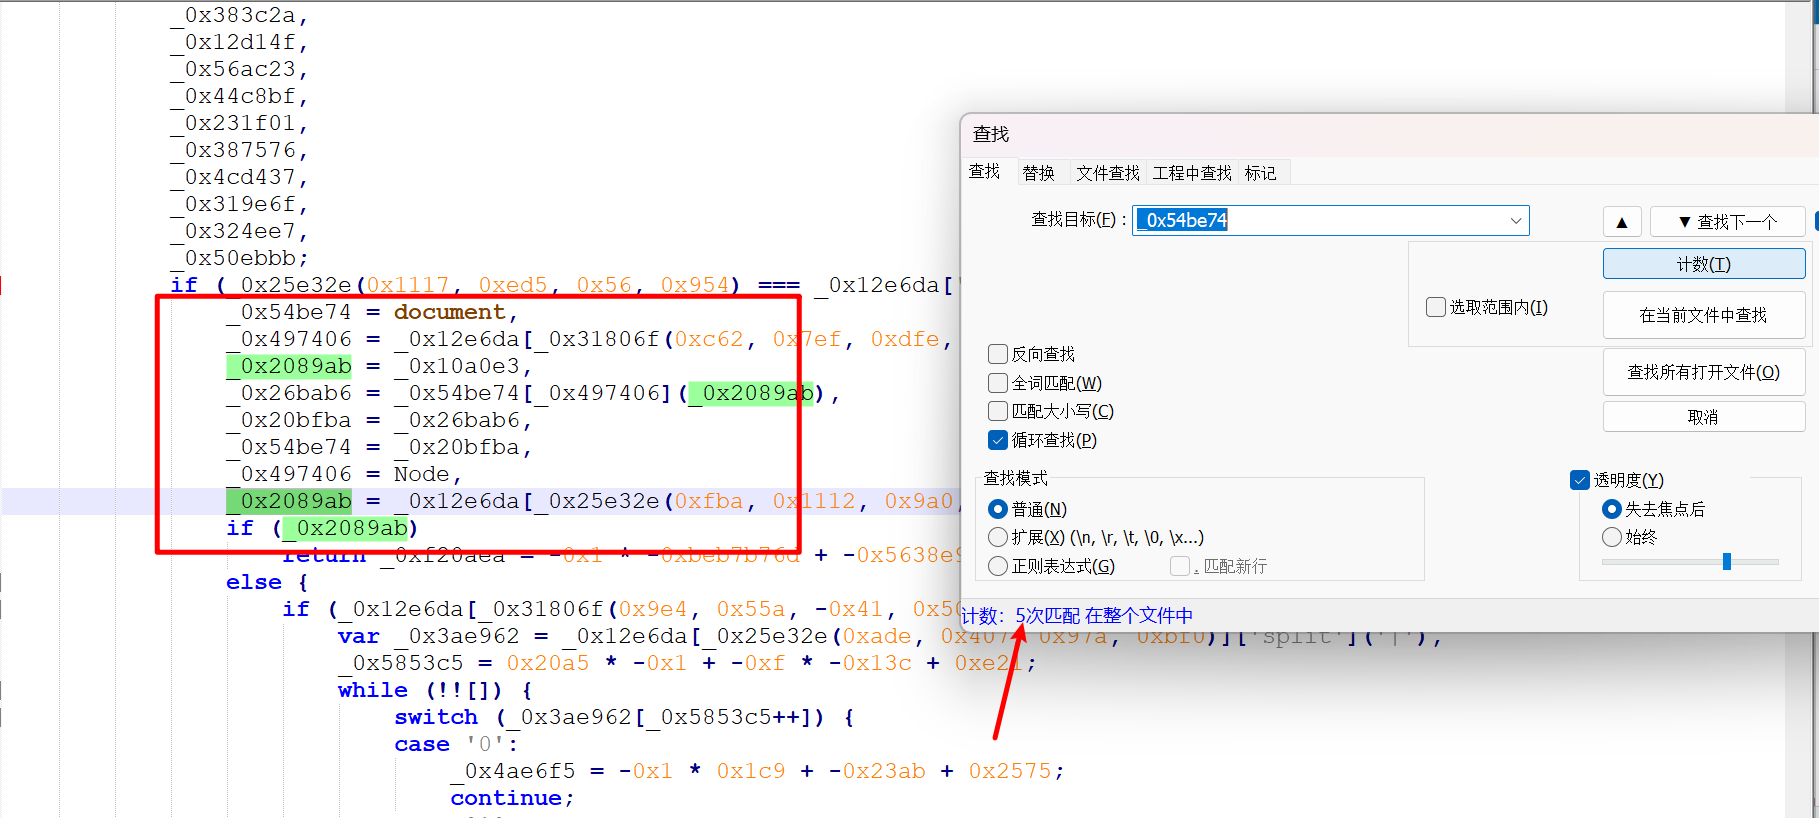 _0x383c2a,
_0x12d14f,
_0x56ac23,
_0x44c8bf,
_0x231f01,
_0x387576,
_0x4cd437,
_0x319e6f,
_0x324ee7,
_0x50ebbb;
if (_0x25e32e(0x1117, 0xed5, 0x56, 0x954) === _0x12e6da['
_0x54be74 = document,
_0x497406 = _0x12e6da[_0x31806f(0xc62, 0x7ef, 0xdfe,
_0x2089ab = _0x10a0e3,
_0x26bab6 = _0x54be74[_0x497406](_0x2089ab),
_0x20bfba = _0x26bab6,
_0x54be74 = _0x20bfba,
_0x497406 = Node,
_0x2089ab = _0x12e6da[_0x25e32e(0xfba, 0x1112, 0x9a0,
if (_0x2089ab)
return _0xf20aea = -0x1 * -0xbeb7b76d + -0x5638e9
else {
if (_0x12e6da[_0x31806f(0x9e4, 0x55a, -0x41, 0x50
var _0x3ae962 = _0x12e6da[_0x25e32e(0xade, 0x407, 0x97a, 0xbf0)]['split']('|'),
_0x5853c5 = 0x20a5 * -0x1 + -0xf * -0x13c + 0xe21;
while (!![]) {
switch (_0x3ae962[_0x5853c5++]) {
case '0':
_0x4ae6f5 = -0x1 * 0x1c9 + -0x23ab + 0x2575;
continue;
查找
查找 替换 文件查找 工程中查找 标记
查找目标(F) : _0x54be74
▲ ▼ 查找下一个
计数(T)
选取范围内(I)
在当前文件中查找
反向查找
查找所有打开文件(O)
全词匹配(W)
匹配大小写(C)
取消
循环查找(P)
查找模式
透明度(Y)
普通(N)
失去焦点后
扩展(X) (\n, \r, \t, \0, \x...)
始终
正则表达式(G)
. 匹配新行
计数: 5次匹配 在整个文件中